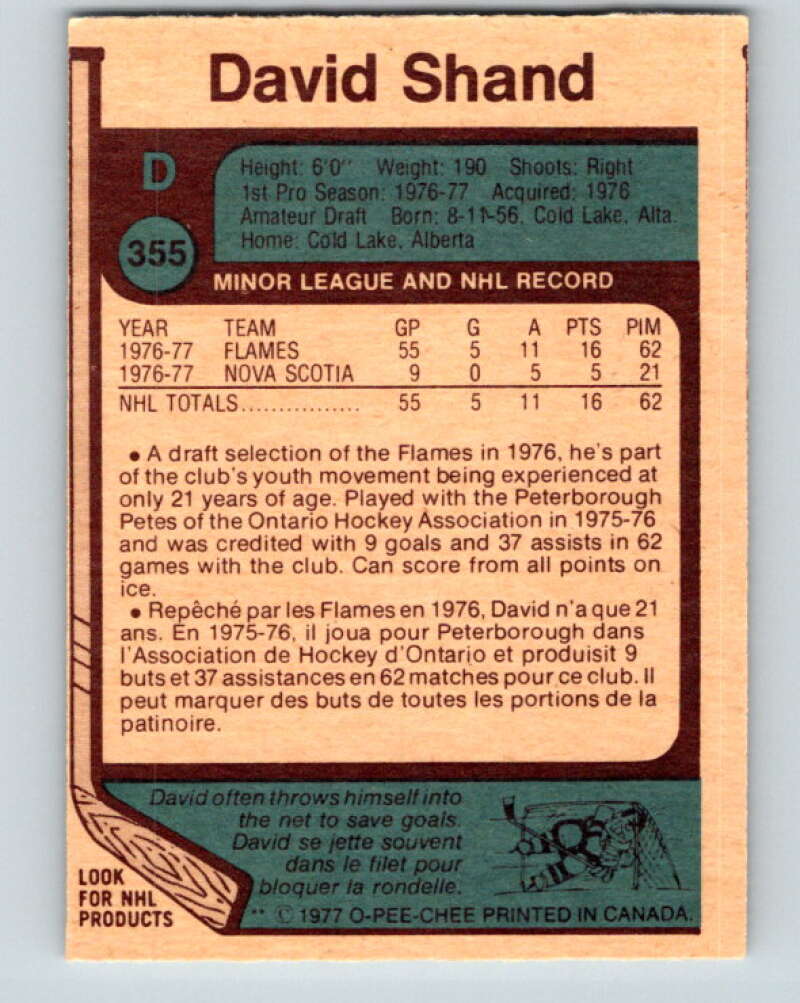 David Shand
D
355
Height: 6'0'' Weight: 190 Shoots: Right
1st Pro Season: 1976-77 Acquired: 1976
Amateur Draft Born: 8-11-56, Cold Lake, Alta.
Home: Cold Lake, Alberta
MINOR LEAGUE AND NHL RECORD
YEAR TEAM GP G A PTS PIM
1976-77 FLAMES 55 5 11 16 62
1976-77 NOVA SCOTIA 9 0 5 5 21
NHL TOTALS................ 55 5 11 16 62
• A draft selection of the Flames in 1976, he's part
of the club's youth movement being experienced at
only 21 years of age. Played with the Peterborough
Petes of the Ontario Hockey Association in 1975-76
and was credited with 9 goals and 37 assists in 62
games with the club. Can score from all points on
ice.
• Repêché par les Flames en 1976, David n'a que 21
ans. En 1975-76, il joua pour Peterborough dans
l'Association de Hockey d'Ontario et produisit 9
buts et 37 assistances en 62 matches pour ce club. Il
peut marquer des buts de toutes les portions de la
patinoire.
David often throws himself into
the net to save goals.
David se jette souvent
dans le filet pour
bloquer la rondelle.
LOOK
FOR NHL
PRODUCTS
** © 1977 O-PEE-CHEE PRINTED IN CANADA.